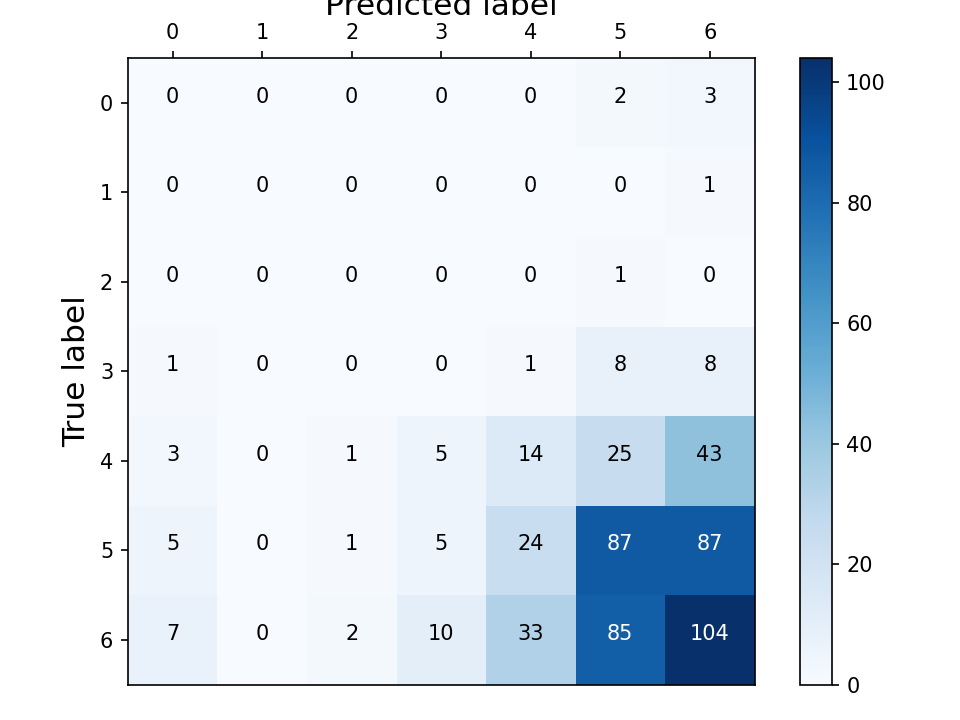 Predicted label
0 1 2 3 4 5 6
0 0 0 0 0 0 2 3
1 0 0 0 0 0 0 1
2 0 0 0 0 0 1 0
3 1 0 0 0 1 8 8
4 3 0 1 5 14 25 43
5 5 0 1 5 24 87 87
6 7 0 2 10 33 85 104
True label
100
80
60
40
20
0